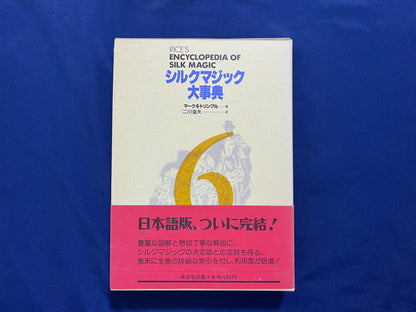 RICE'S
ENCYCLOPEDIA OF
SILK MAGIC
シルクマジック
大事典
マーク・トリンブル 著
二川滋夫 訳
6
日本語版、ついに完結!
豊富な図解と懇切丁寧な解説に、
シルクマジックの決定版との定評を得る。
巻末に全巻の詳細な索引を付し、利用度が倍増!
東京堂出版●